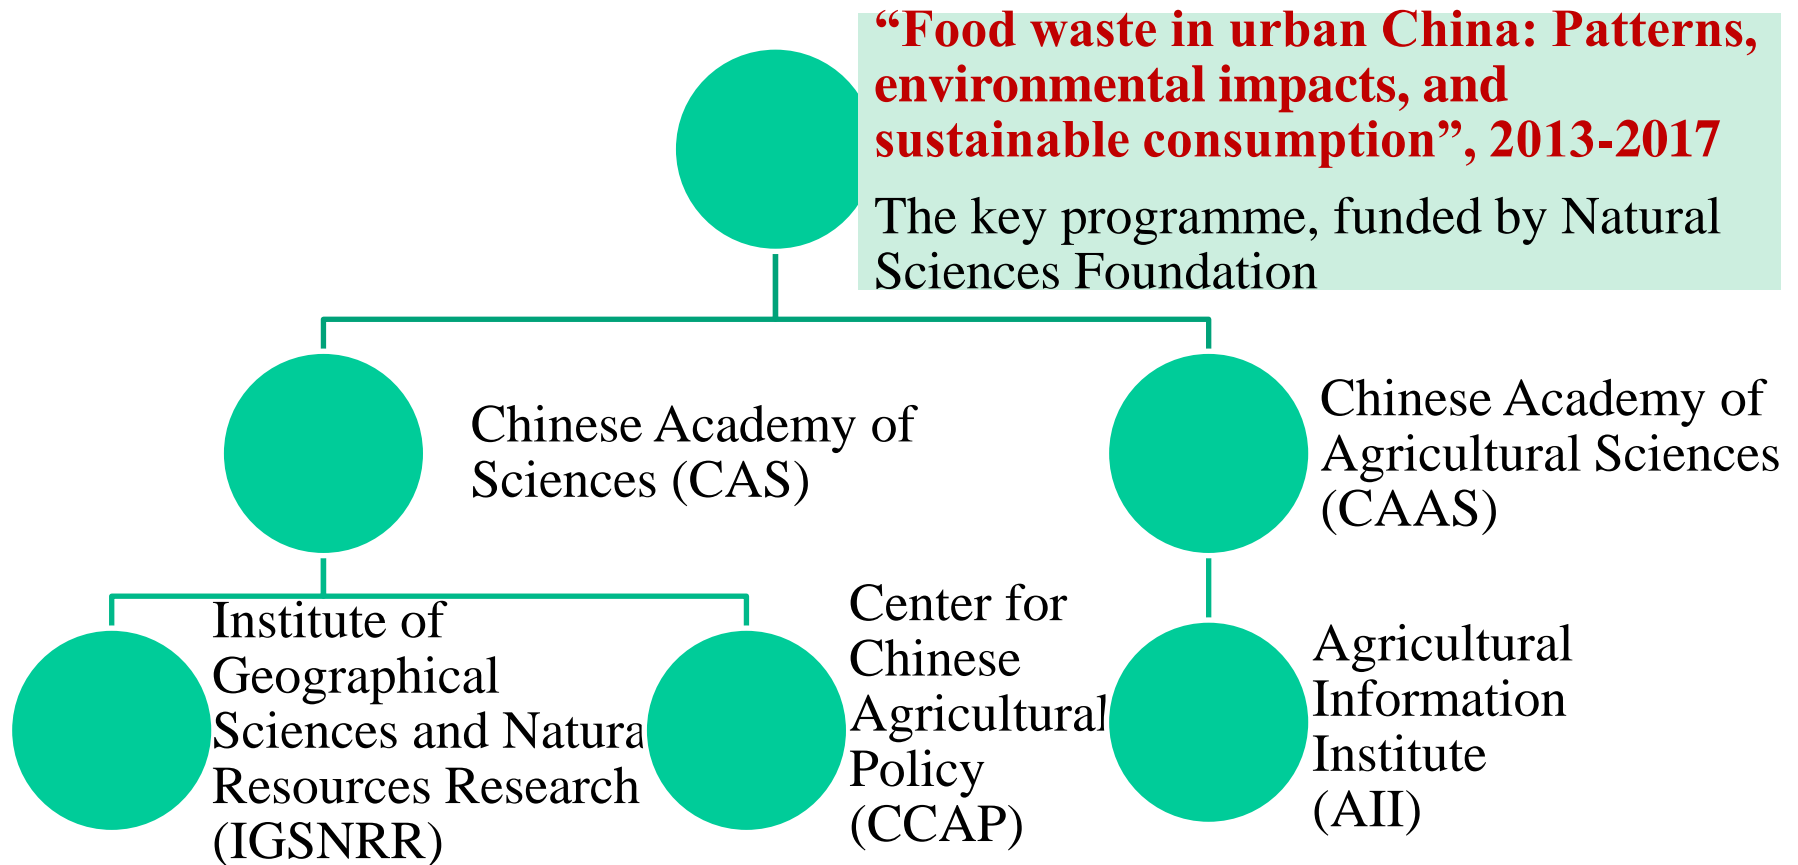 “Food waste in urban China: Patterns,
environmental impacts, and
sustainable consumption”, 2013-2017
The key programme, funded by Natural
Sciences Foundation
Chinese Academy of
Sciences (CAS)
Chinese Academy of
Agricultural Sciences
(CAAS)
Institute of
Geographical
Sciences and Natura
Resources Research
(IGSNRR)
Center for
Chinese
Agricultural
Policy
(CCAP)
Agricultural
Information
Institute
(AII)